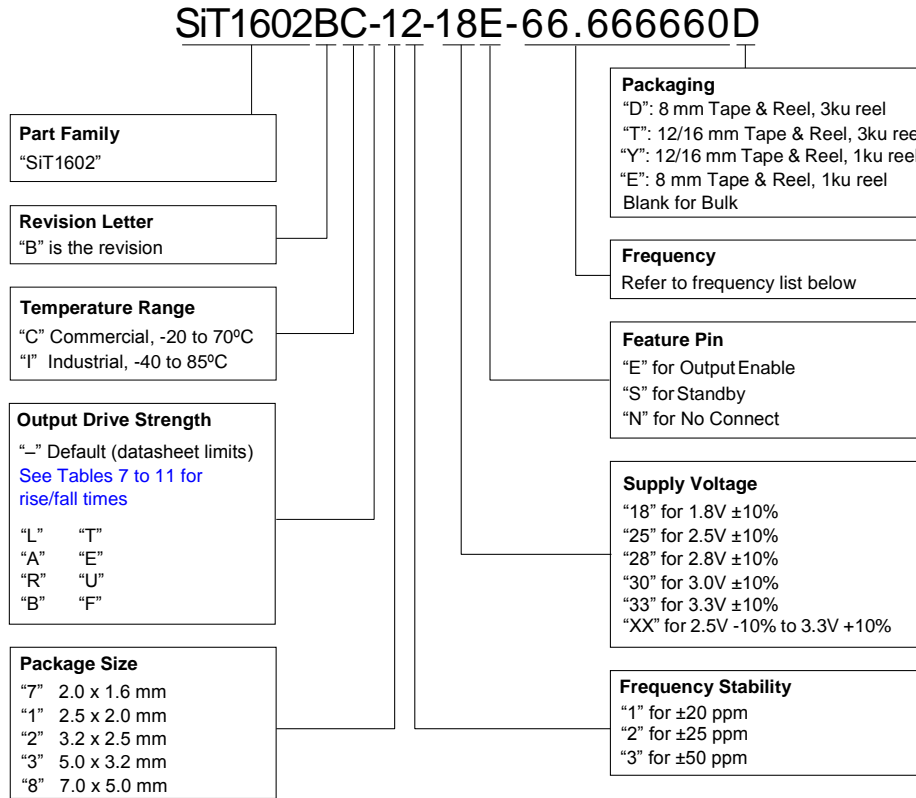 SiT1602BC-12-18E-66.666660D
Part Family
“SiT1602”
Revision Letter
“B” is the revision
Temperature Range
“C” Commercial, -20 to 70ºC
“I” Industrial, -40 to 85ºC
Output Drive Strength
“–” Default (datasheet limits)
See Tables 7 to 11 for
rise/fall times
“L” “T”
“A” “E”
“R” “U”
“B” “F”
Package Size
“7” 2.0 x 1.6 mm
“1” 2.5 x 2.0 mm
“2” 3.2 x 2.5 mm
“3” 5.0 x 3.2 mm
“8” 7.0 x 5.0 mm
Packaging
“D”: 8 mm Tape & Reel, 3ku reel
“T”: 12/16 mm Tape & Reel, 3ku ree
“Y”: 12/16 mm Tape & Reel, 1ku reel
“E”: 8 mm Tape & Reel, 1ku reel
Blank for Bulk
Frequency
Refer to frequency list below
Feature Pin
“E” for Output Enable
“S” for Standby
“N” for No Connect
Supply Voltage
“18” for 1.8V ±10%
“25” for 2.5V ±10%
“28” for 2.8V ±10%
“30” for 3.0V ±10%
“33” for 3.3V ±10%
“XX” for 2.5V -10% to 3.3V +10%
Frequency Stability
“1” for ±20 ppm
“2” for ±25 ppm
“3” for ±50 ppm